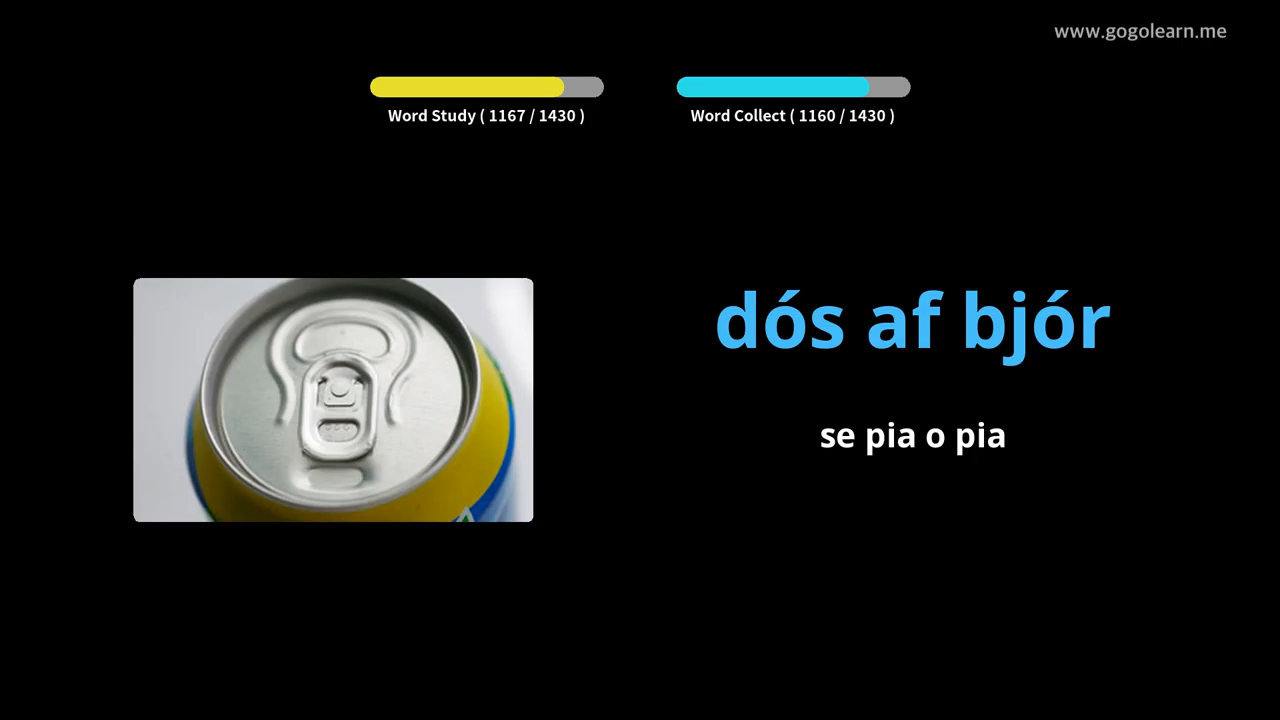 www.gogolearn.me
Word Study ( 1167 / 1430 )
Word Collect ( 1160 / 1430 )
dós af bjór
se pia o pia